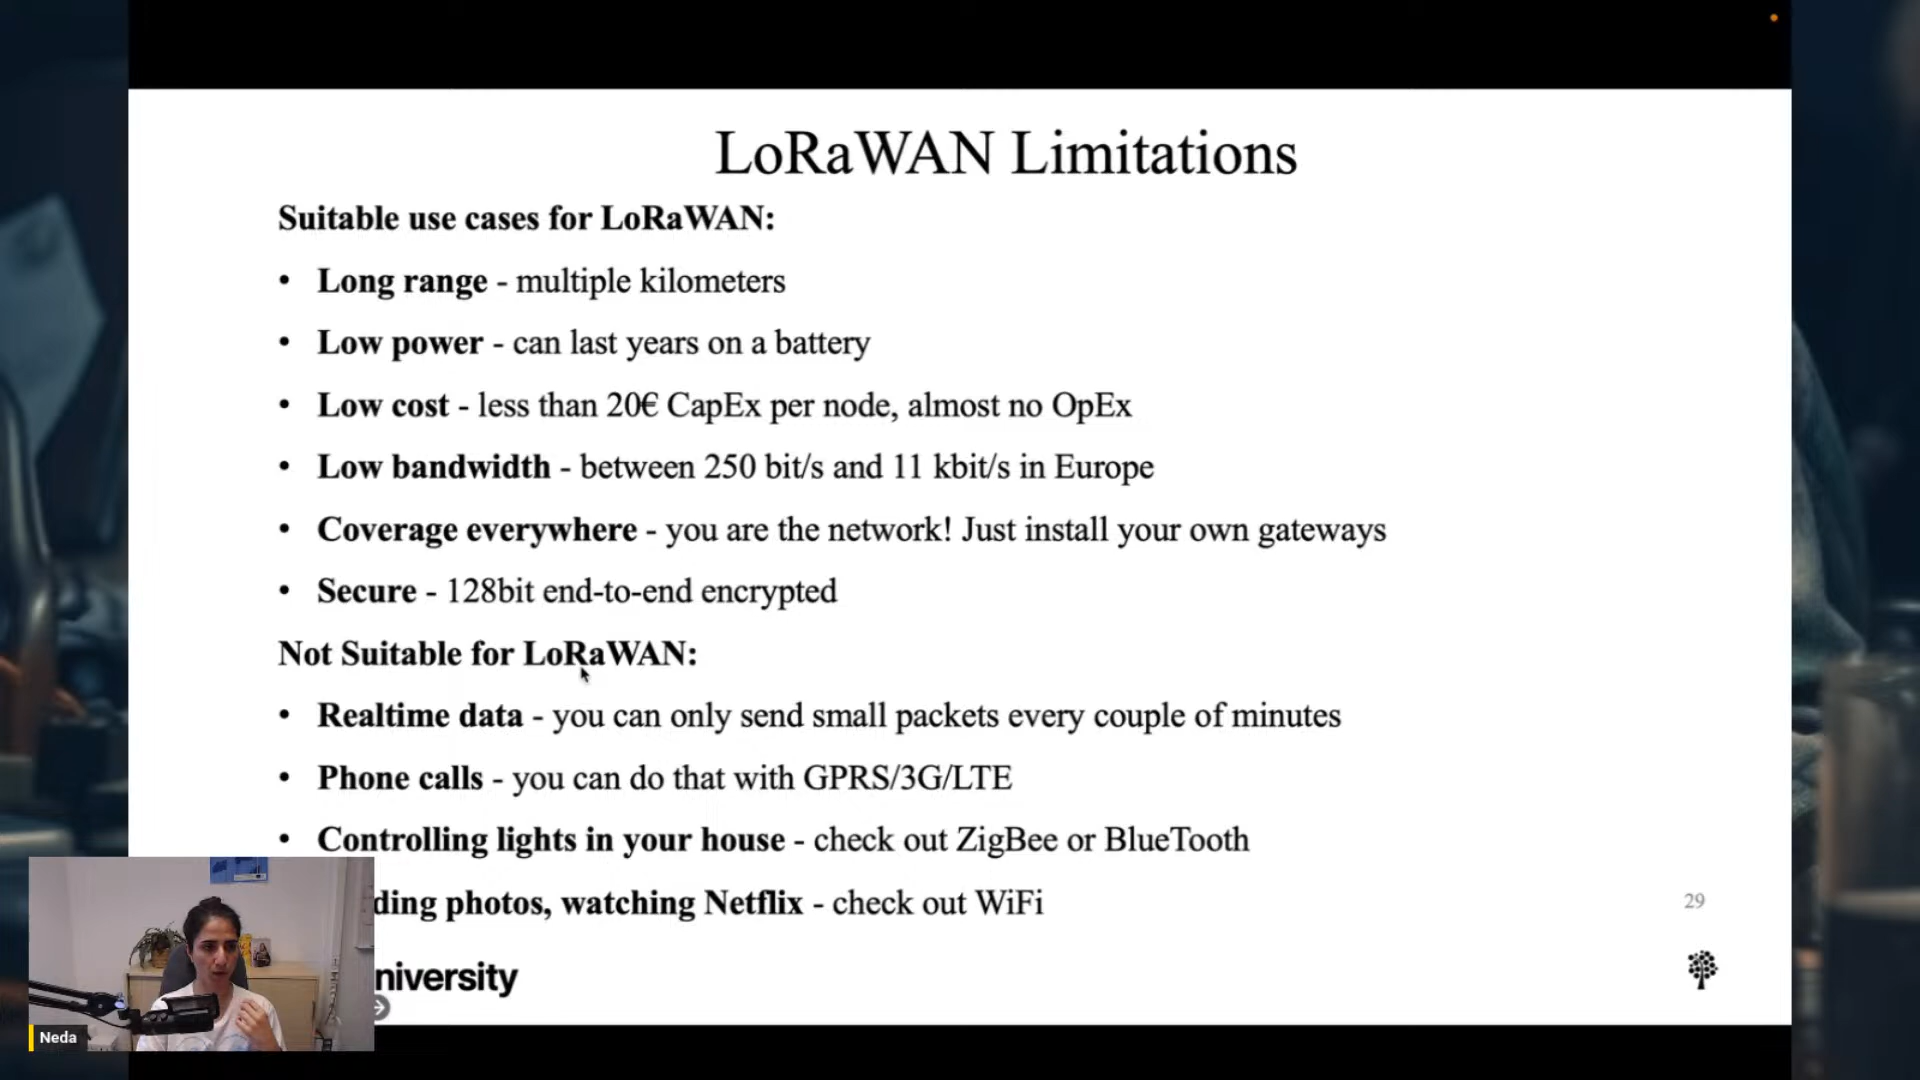 LoRaWAN Limitations
Suitable use cases for LoRaWAN:
• Long range - multiple kilometers
• Low power - can last years on a battery
• Low cost - less than 20€ CapEx per node, almost no OpEx
• Low bandwidth - between 250 bit/s and 11 kbit/s in Europe
• Coverage everywhere - you are the network! Just install your own gateways
• Secure - 128bit end-to-end encrypted
Not Suitable for LoRaWAN:
• Realtime data - you can only send small packets every couple of minutes
• Phone calls - you can do that with GPRS/3G/LTE
• Controlling lights in your house - check out ZigBee or BlueTooth
ding photos, watching Netflix - check out WiFi
29
niversity
Neda